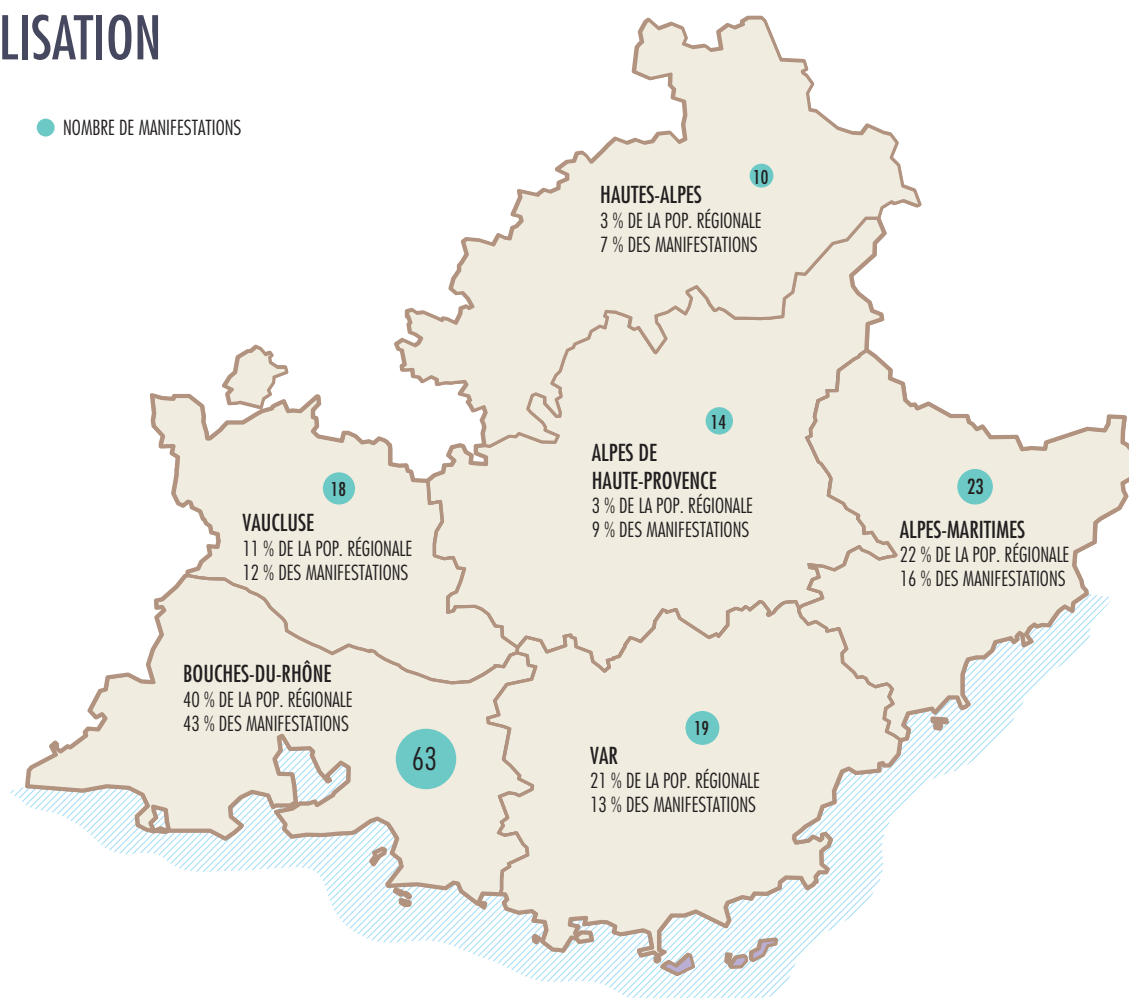 LISATION
NOMBRE DE MANIFESTATIONS
10
HAUTES-ALPES
3 % DE LA POP. RÉGIONALE
7 % DES MANIFESTATIONS
14
ALPES DE
HAUTE-PROVENCE
3 % DE LA POP. RÉGIONALE
9 % DES MANIFESTATIONS
18
VAUCLUSE
11 % DE LA POP. RÉGIONALE
12 % DES MANIFESTATIONS
23
ALPES-MARITIMES
22 % DE LA POP. RÉGIONALE
16 % DES MANIFESTATIONS
BOUCHES-DU-RHÔNE
40 % DE LA POP. RÉGIONALE
43 % DES MANIFESTATIONS
63
19
VAR
21 % DE LA POP. RÉGIONALE
13 % DES MANIFESTATIONS